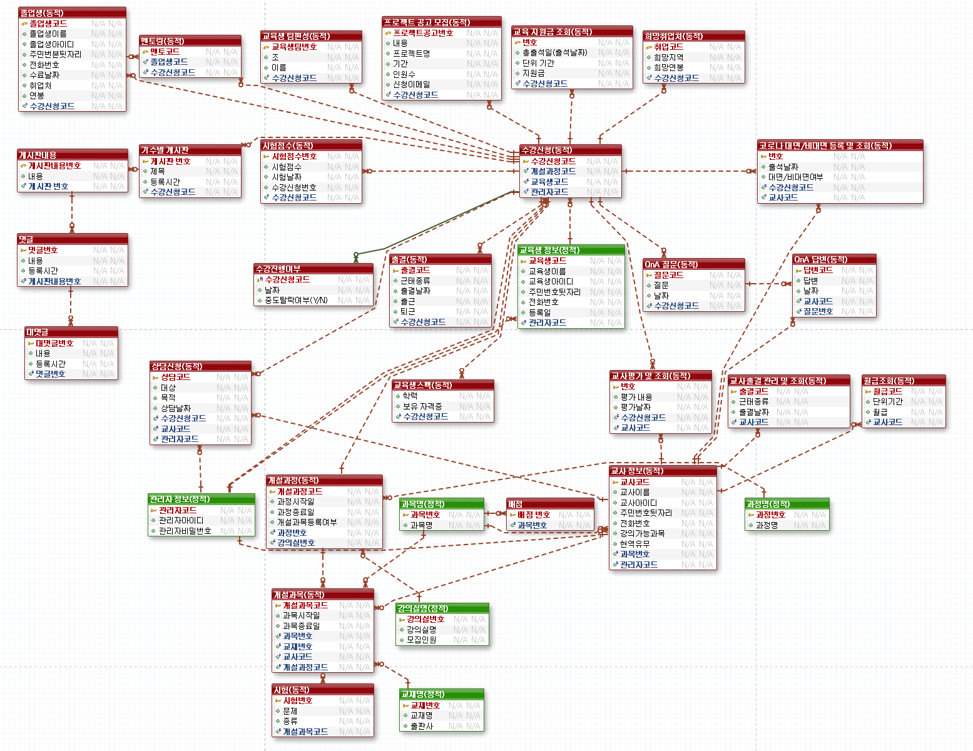 졸업생(동적)
졸업생코드 N/A N/A
졸업생이름 N/A N/A
졸업생아이디 N/A N/A
주민번본뒷자리 N/A N/A
전화번호 N/A N/A
수료날짜 N/A N/A
취업처 N/A N/A
연봉 N/A N/A
수강신청코드 N/A N/A
멘토링(동적)
멘토코드 N/A N/A
졸업생코드 N/A N/A
수강신청코드 N/A N/A
교육생 팀편성(동적)
교육생팀번호 N/A N/A
조 N/A N/A
이름 N/A N/A
수강신청코드 N/A N/A
프로젝트 공고 모집(동적)
프로젝트공고번호 N/A N/A
내용 N/A N/A
프로젝트명 N/A N/A
기간 N/A N/A
인원수 N/A N/A
신청이메일 N/A N/A
수강신청코드 N/A N/A
교육 지원금 조회(동적)
번호 N/A N/A
총출석일(출석날짜) N/A N/A
단위 기간 N/A N/A
지원금 N/A N/A
수강신청코드 N/A N/A
희망취업처(동적)
취업코드 N/A N/A
희망지역 N/A N/A
희망연봉 N/A N/A
수강신청코드 N/A N/A
게시판내용
게시판내용번호 N/A N/A
내용 N/A N/A
게시판 번호 N/A N/A
기수별 게시판
게시판 번호 N/A N/A
제목 N/A N/A
등록시간 N/A N/A
수강신청코드 N/A N/A
시험점수(동적)
시험점수번호 N/A N/A
시험점수 N/A N/A
시험날짜 N/A N/A
수강신청번호 N/A N/A
수강신청코드 N/A N/A
수강신청(동적)
수강신청코드 N/A N/A
개설과정코드 N/A N/A
교육생코드 N/A N/A
관리자코드 N/A N/A
코로나 대면/비대면 등록 및 조회(동적)
번호 N/A N/A
출석날짜 N/A N/A
대면/비대면여부 N/A N/A
수강신청코드 N/A N/A
교사코드 N/A N/A
댓글
댓글번호 N/A N/A
내용 N/A N/A
등록시간 N/A N/A
게시판내용번호 N/A N/A
수강진행여부
수강신청코드 N/A N/A
날짜 N/A N/A
중도탈락여부(Y/N) N/A N/A
출결(동적)
출결코드 N/A N/A
근태종류 N/A N/A
출결날짜 N/A N/A
출근 N/A N/A
퇴근 N/A N/A
수강신청코드 N/A N/A
교육생 정보(정적)
교육생코드 N/A N/A
교육생이름 N/A N/A
교육생아이디 N/A N/A
주민번호뒷자리 N/A N/A
전화번호 N/A N/A
등록일 N/A N/A
관리자코드 N/A N/A
QnA 질문(동적)
질문코드 N/A N/A
질문 N/A N/A
날짜 N/A N/A
수강신청코드 N/A N/A
QnA 답변(동적)
답변코드 N/A N/A
답변 N/A N/A
날짜 N/A N/A
교사코드 N/A N/A
질문번호 N/A N/A
대댓글
대댓글번호 N/A N/A
내용 N/A N/A
등록시간 N/A N/A
댓글번호 N/A N/A
상담신청(동적)
상담코드 N/A N/A
대상 N/A N/A
목적 N/A N/A
상담날짜 N/A N/A
수강신청코드 N/A N/A
교사코드 N/A N/A
관리자코드 N/A N/A
교육생스팩(동적)
학력 N/A N/A
보유 자격증 N/A N/A
수강신청코드 N/A N/A
교사평가 및 조회(동적)
번호 N/A N/A
평가 내용 N/A N/A
평가날짜 N/A N/A
수강신청코드 N/A N/A
교사코드 N/A N/A
교사출결 관리 및 조회(동적)
출결코드 N/A N/A
근태종류 N/A N/A
출결날짜 N/A N/A
교사코드 N/A N/A
월급조회(동적)
월급코드 N/A N/A
단위기간 N/A N/A
월급 N/A N/A
교사코드 N/A N/A
관리자 정보(정적)
관리자코드 N/A N/A
관리자아이디 N/A N/A
관리자비밀번호 N/A N/A
개설과정(동적)
개설과정코드 N/A N/A
과정시작일 N/A N/A
과정종료일 N/A N/A
개설과목등록여부 N/A N/A
과정번호 N/A N/A
강의실번호 N/A N/A
과목명(정적)
과목번호 N/A N/A
과목명 N/A N/A
배점
배점 번호 N/A N/A
과목번호 N/A N/A
교사 정보(동적)
교사코드 N/A N/A
교사이름 N/A N/A
교사아이디 N/A N/A
주민번호뒷자리 N/A N/A
전화번호 N/A N/A
강의가능과목 N/A N/A
현역유무 N/A N/A
과목번호 N/A N/A
관리자코드 N/A N/A
과정명(정적)
과정번호 N/A N/A
과정명 N/A N/A
개설과목(동적)
개설과목코드 N/A N/A
과목시작일 N/A N/A
과목종료일 N/A N/A
과목번호 N/A N/A
교재번호 N/A N/A
교사코드 N/A N/A
개설과정코드 N/A N/A
강의실명(정적)
강의실번호 N/A N/A
강의실명 N/A N/A
모집인원 N/A N/A
시험(동적)
시험번호 N/A N/A
문제 N/A N/A
종류 N/A N/A
개설과목코드 N/A N/A
교재명(정적)
교재번호 N/A N/A
교재명 N/A N/A
출판사 N/A N/A